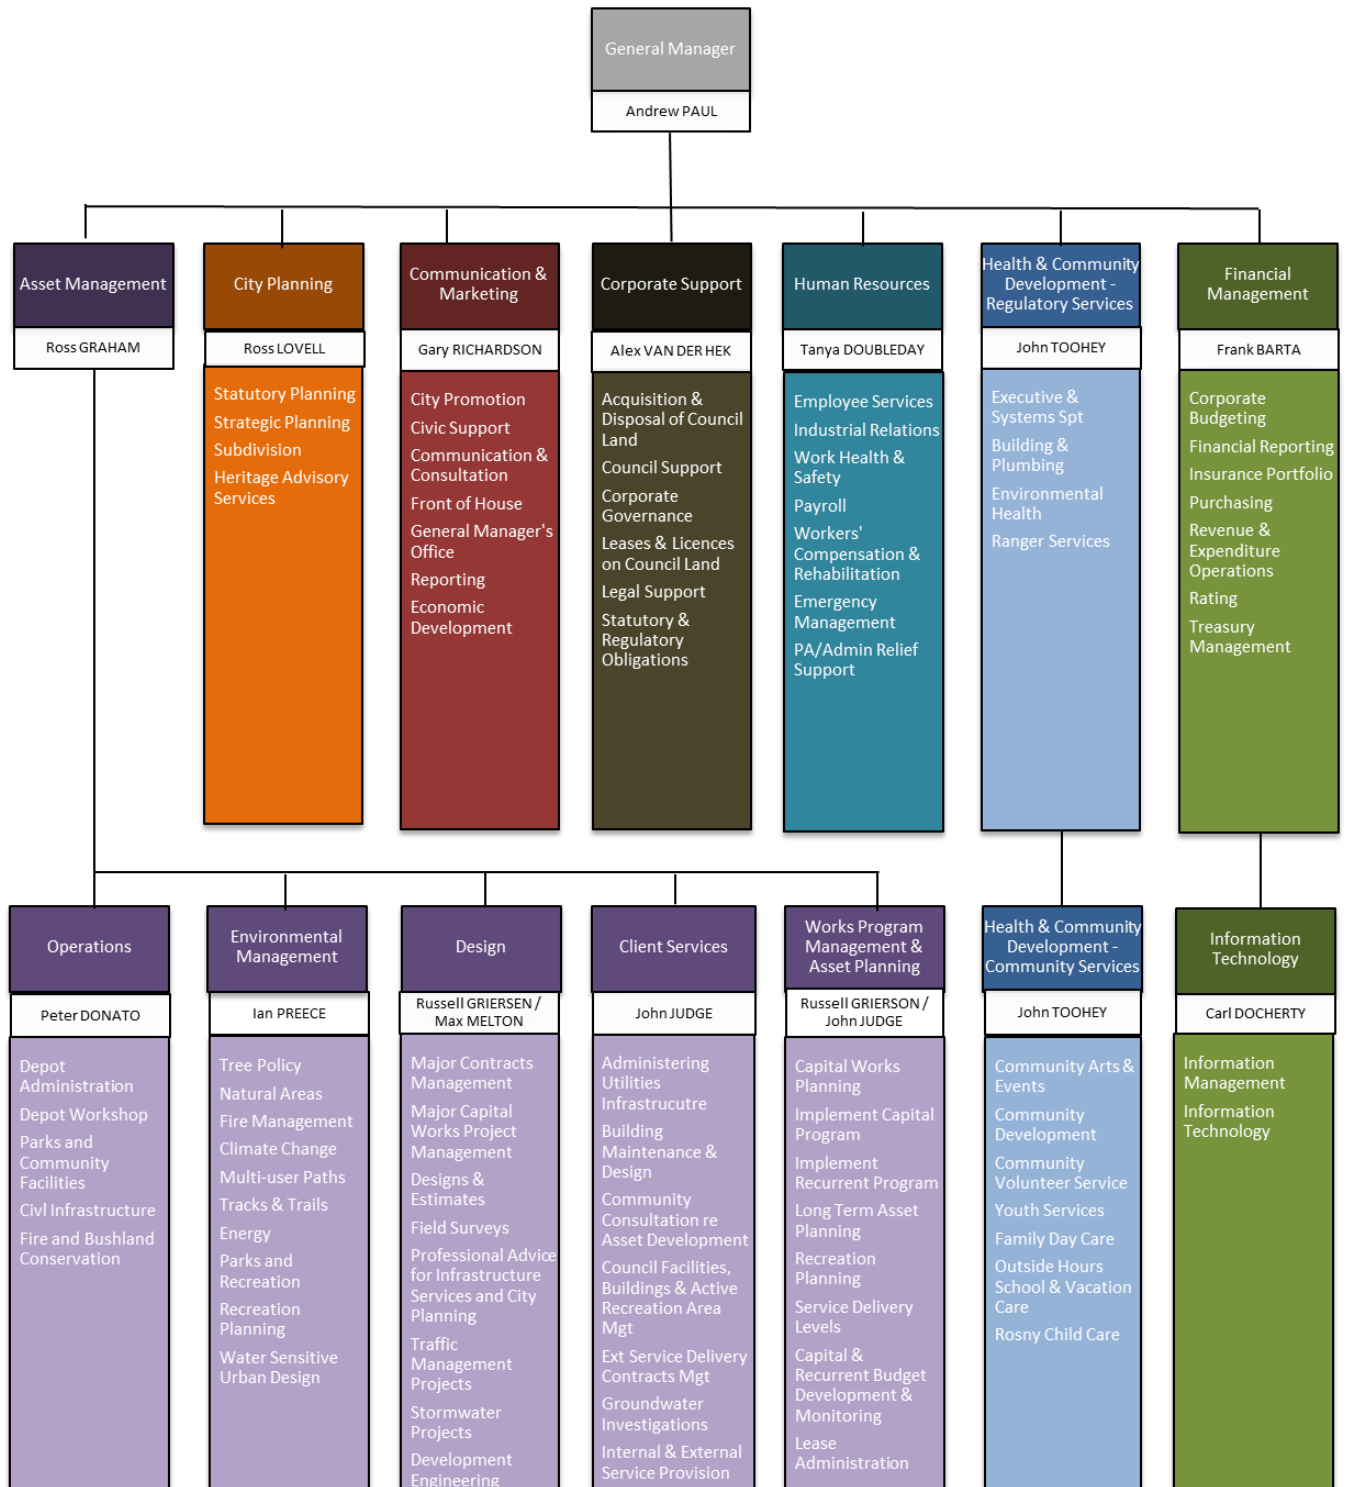 General Manager
Andrew PAUL
Asset Management
Ross GRAHAM
City Planning
Ross LOVELL
Statutory Planning
Strategic Planning
Subdivision
Heritage Advisory
Services
Communication &
Marketing
Gary RICHARDSON
City Promotion
Civic Support
Communication &
Consultation
Front of House
General Manager's
Office
Reporting
Economic
Development
Corporate Support
Alex VAN DER HEK
Acquisition &
Disposal of Council
Land
Council Support
Corporate
Governance
Leases & Licences
on Council Land
Legal Support
Statutory &
Regulatory
Obligations
Human Resources
Tanya DOUBLEDAY
Employee Services
Industrial Relations
Work Health &
Safety
Payroll
Workers'
Compensation &
Rehabilitation
Emergency
Management
PA/Admin Relief
Support
Health & Community
Development -
Regulatory Services
John TOOHEY
Executive &
Systems Spt
Building &
Plumbing
Environmental
Health
Ranger Services
Financial
Management
Frank BARTA
Corporate
Budgeting
Financial Reporting
Insurance Portfolio
Purchasing
Revenue &
Expenditure
Operations
Rating
Treasury
Management
Operations
Peter DONATO
Depot
Administration
Depot Workshop
Parks and
Community
Facilities
Civl Infrastructure
Fire and Bushland
Conservation
Environmental
Management
Ian PREECE
Tree Policy
Natural Areas
Fire Management
Climate Change
Multi-user Paths
Tracks & Trails
Energy
Parks and
Recreation
Recreation
Planning
Water Sensitive
Urban Design
Design
Russell GRIERSEN /
Max MELTON
Major Contracts
Management
Major Capital
Works Project
Management
Designs &
Estimates
Field Surveys
Professional Advice
for Infrastructure
Services and City
Planning
Traffic
Management
Projects
Stormwater
Projects
Development
Engineering
Client Services
John JUDGE
Administering
Utilities
Infrastrucutre
Building
Maintenance &
Design
Community
Consultation re
Asset Development
Council Facilities,
Buildings & Active
Recreation Area
Mgt
Ext Service Delivery
Contracts Mgt
Groundwater
Investigations
Internal & External
Service Provision
Works Program
Management &
Asset Planning
Russell GRIERSON /
John JUDGE
Capital Works
Planning
Implement Capital
Program
Implement
Recurrent Program
Long Term Asset
Planning
Recreation
Planning
Service Delivery
Levels
Capital &
Recurrent Budget
Development &
Monitoring
Lease
Administration
Health & Community
Development -
Community Services
John TOOHEY
Community Arts &
Events
Community
Development
Community
Volunteer Service
Youth Services
Family Day Care
Outside Hours
School & Vacation
Care
Rosny Child Care
Information
Technology
Carl DOCHERTY
Information
Management
Information
Technology